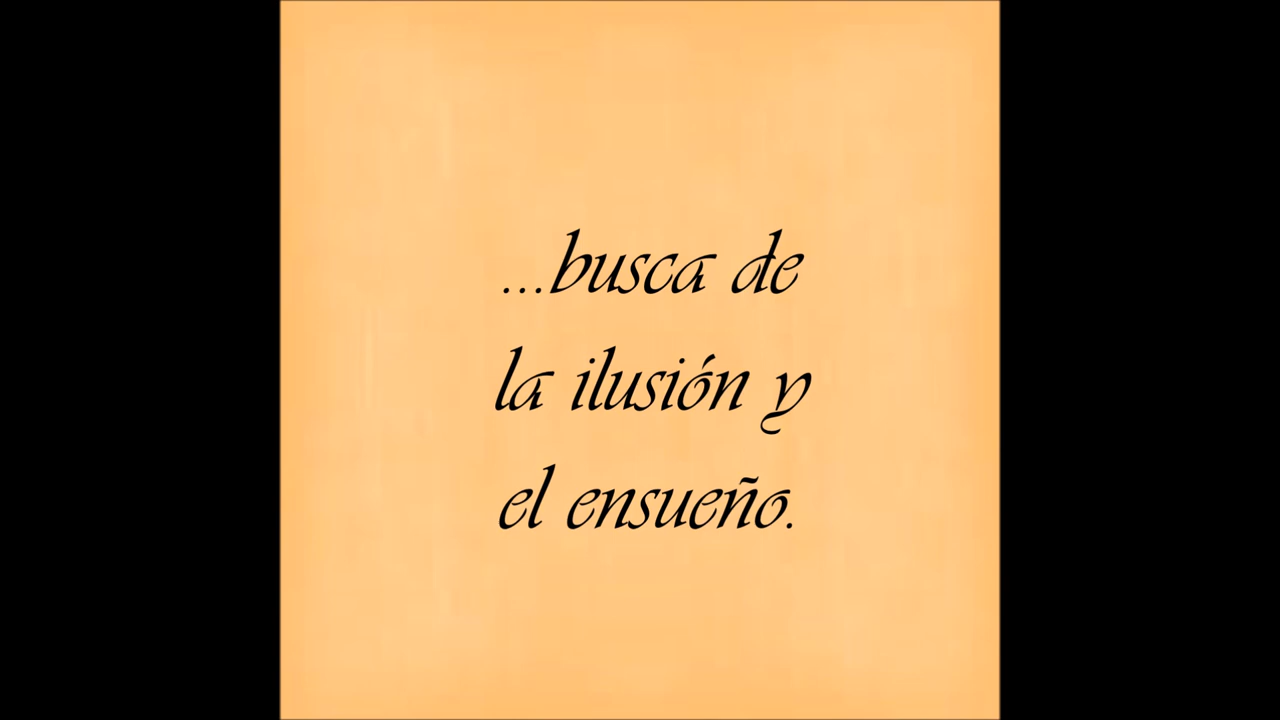 ...busca de
la ilusión y
el ensueño.